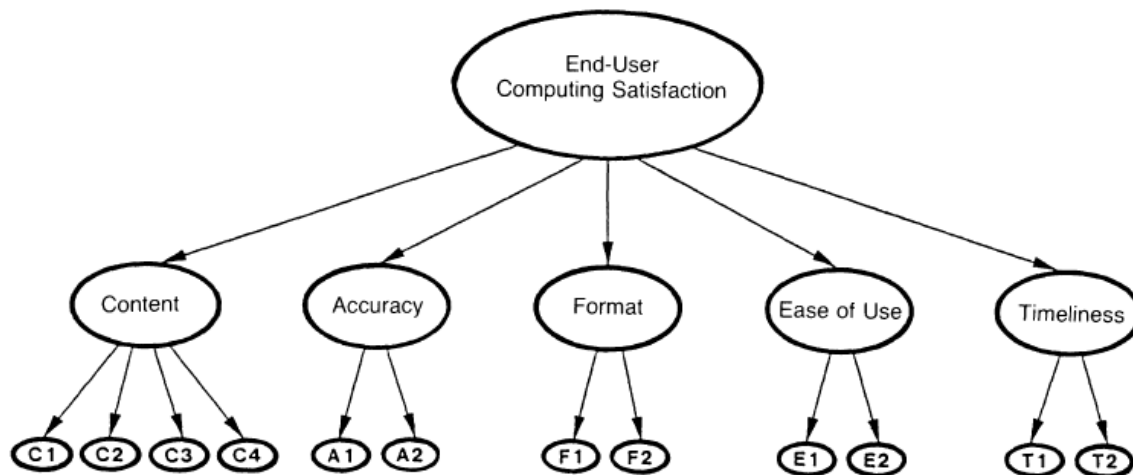 End-User
Computing Satisfaction
Content
Accuracy
Format
Ease of Use
Timeliness
C1
C2
C3
C4
A1
A2
F1
F2
E1
E2
T1
T2